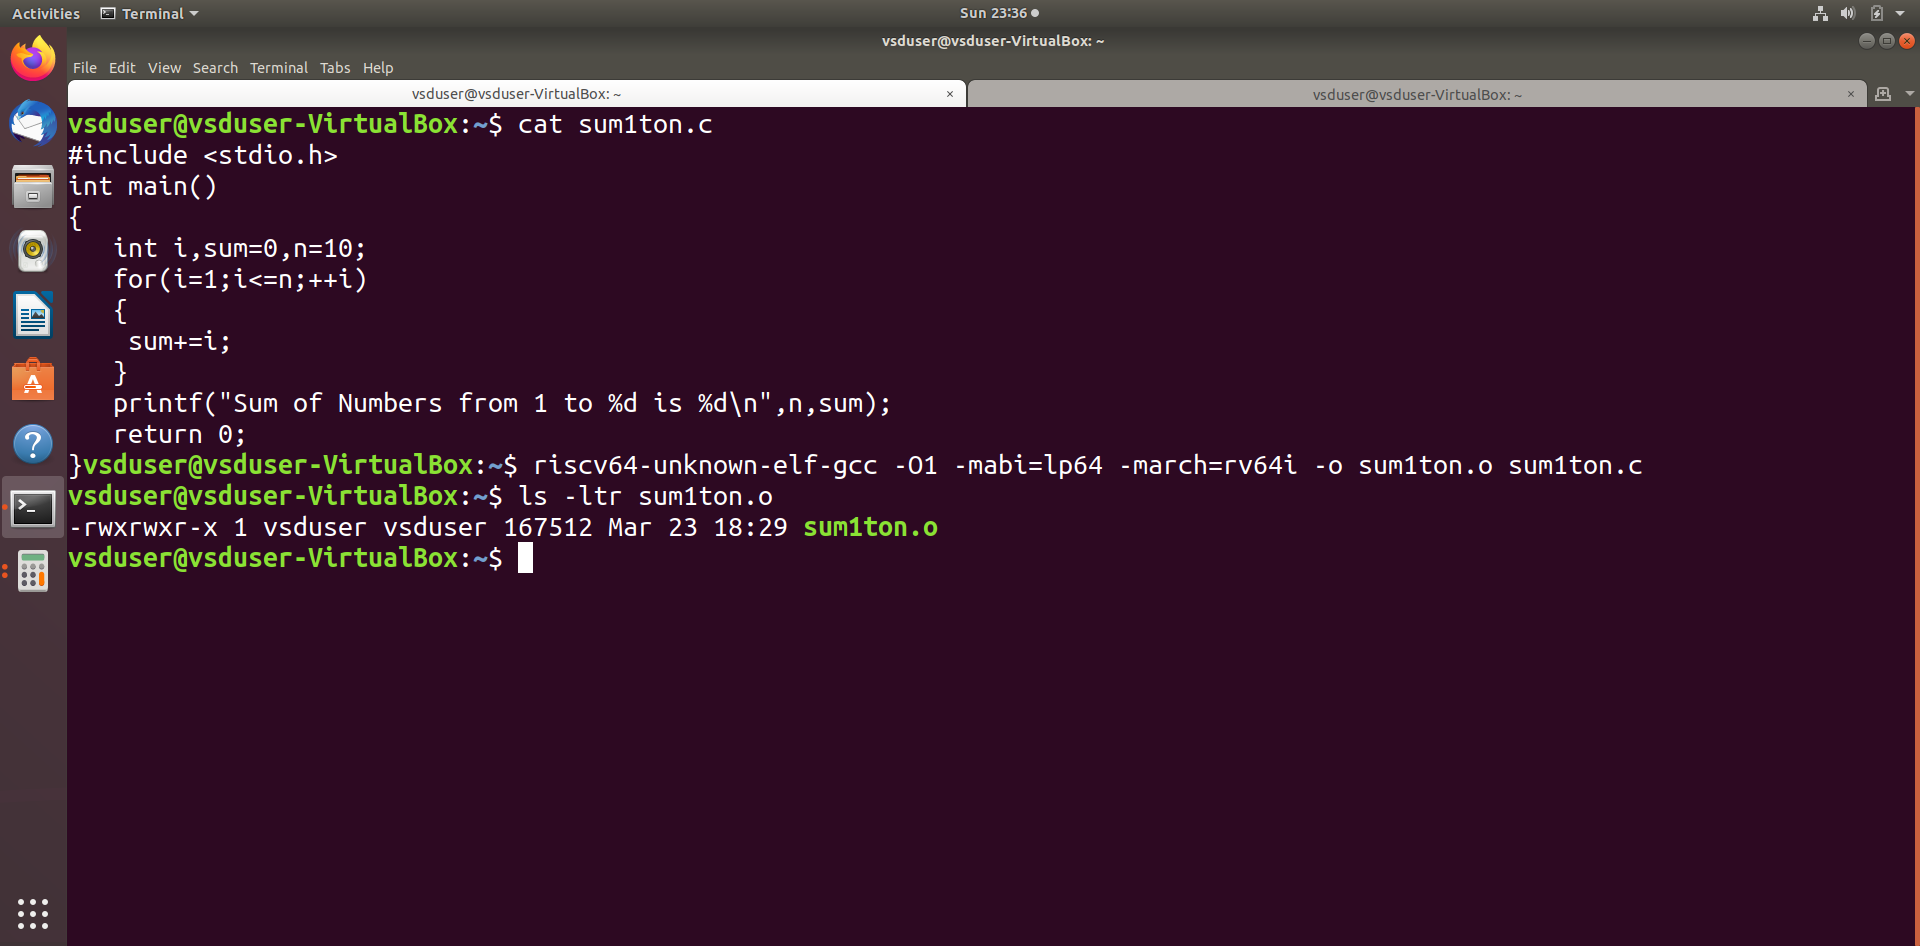 Activities Terminal Sun 23:36
vsduser@vsduser-VirtualBox: ~
File Edit View Search Terminal Tabs Help
vsduser@vsduser-VirtualBox: ~ × vsduser@vsduser-VirtualBox: ~ ×
vsduser@vsduser-VirtualBox:~$ cat sum1ton.c
#include <stdio.h>
int main()
{
   int i,sum=0,n=10;
   for(i=1;i<=n;++i)
   {
    sum+=i;
   }
   printf("Sum of Numbers from 1 to %d is %d\n",n,sum);
   return 0;
}vsduser@vsduser-VirtualBox:~$ riscv64-unknown-elf-gcc -O1 -mabi=lp64 -march=rv64i -o sum1ton.o sum1ton.c
vsduser@vsduser-VirtualBox:~$ ls -ltr sum1ton.o
-rwxrwxr-x 1 vsduser vsduser 167512 Mar 23 18:29 sum1ton.o
vsduser@vsduser-VirtualBox:~$